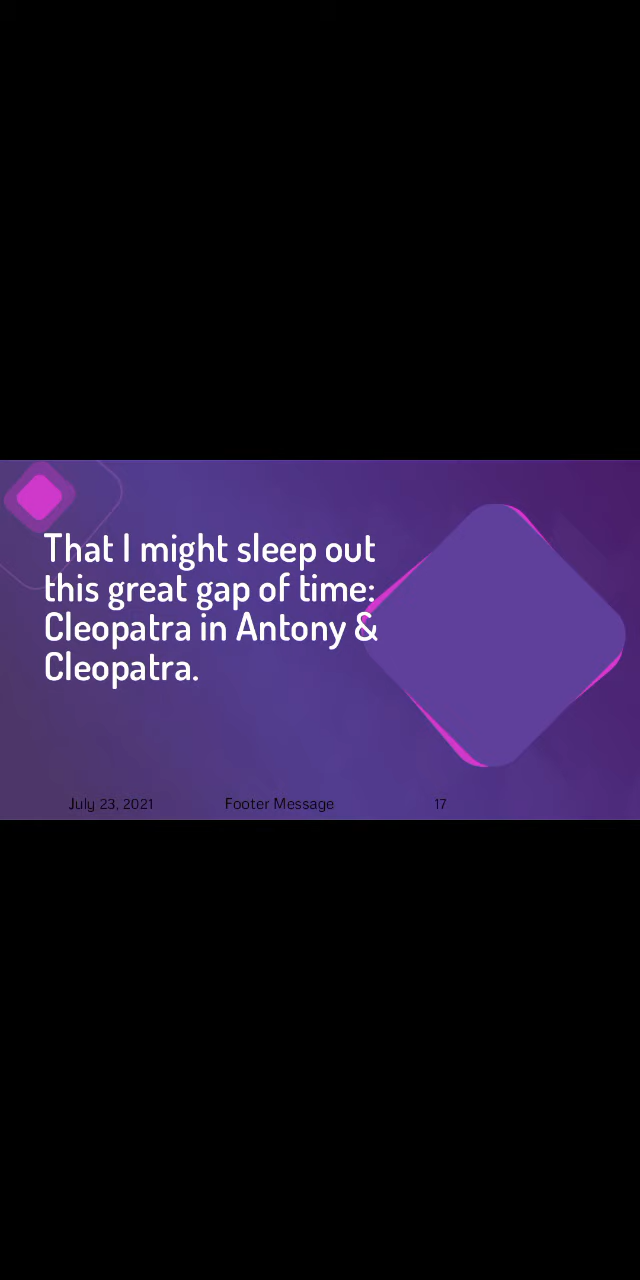 That I might sleep out
this great gap of time:
Cleopatra in Antony &
Cleopatra.
July 23, 2021 Footer Message 17